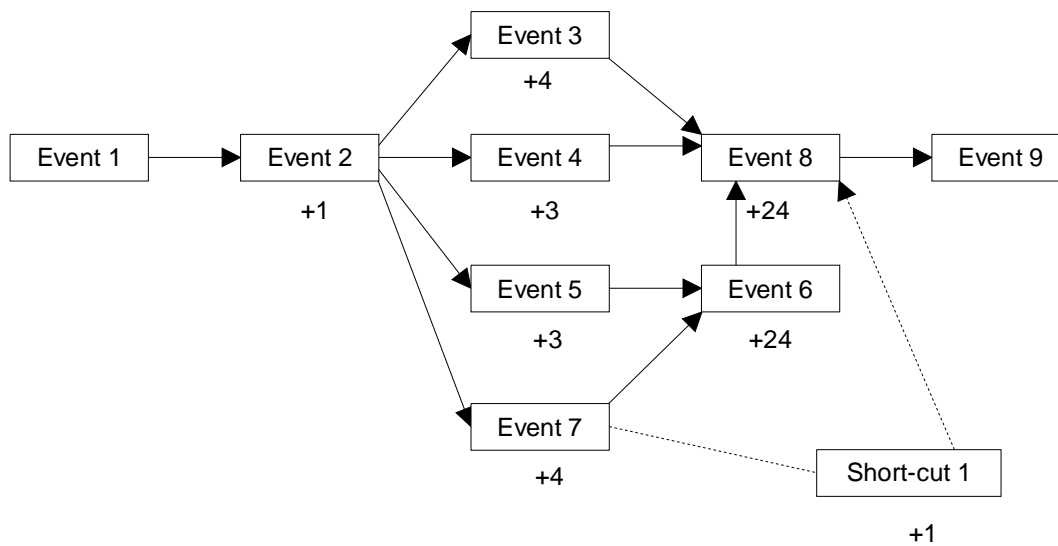 Event 3
+4
Event 1
Event 2
Event 4
Event 8
Event 9
+1
+3
+24
Event 5
Event 6
+3
+24
Event 7
+4
Short-cut 1
+1